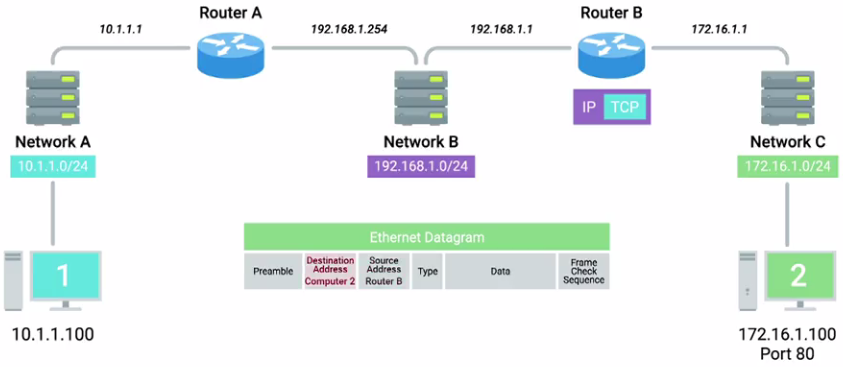 Router A
Router B
10.1.1.1
192.168.1.254
192.168.1.1
172.16.1.1
IP TCP
Network A
Network B
Network C
10.1.1.0/24
192.168.1.0/24
172.16.1.0/24
Ethernet Datagram
Preamble
Destination
Address
Computer 2
Source
Address
Router B
Type
Data
Frame
Check
Sequence
1
2
10.1.1.100
172.16.1.100
Port 80